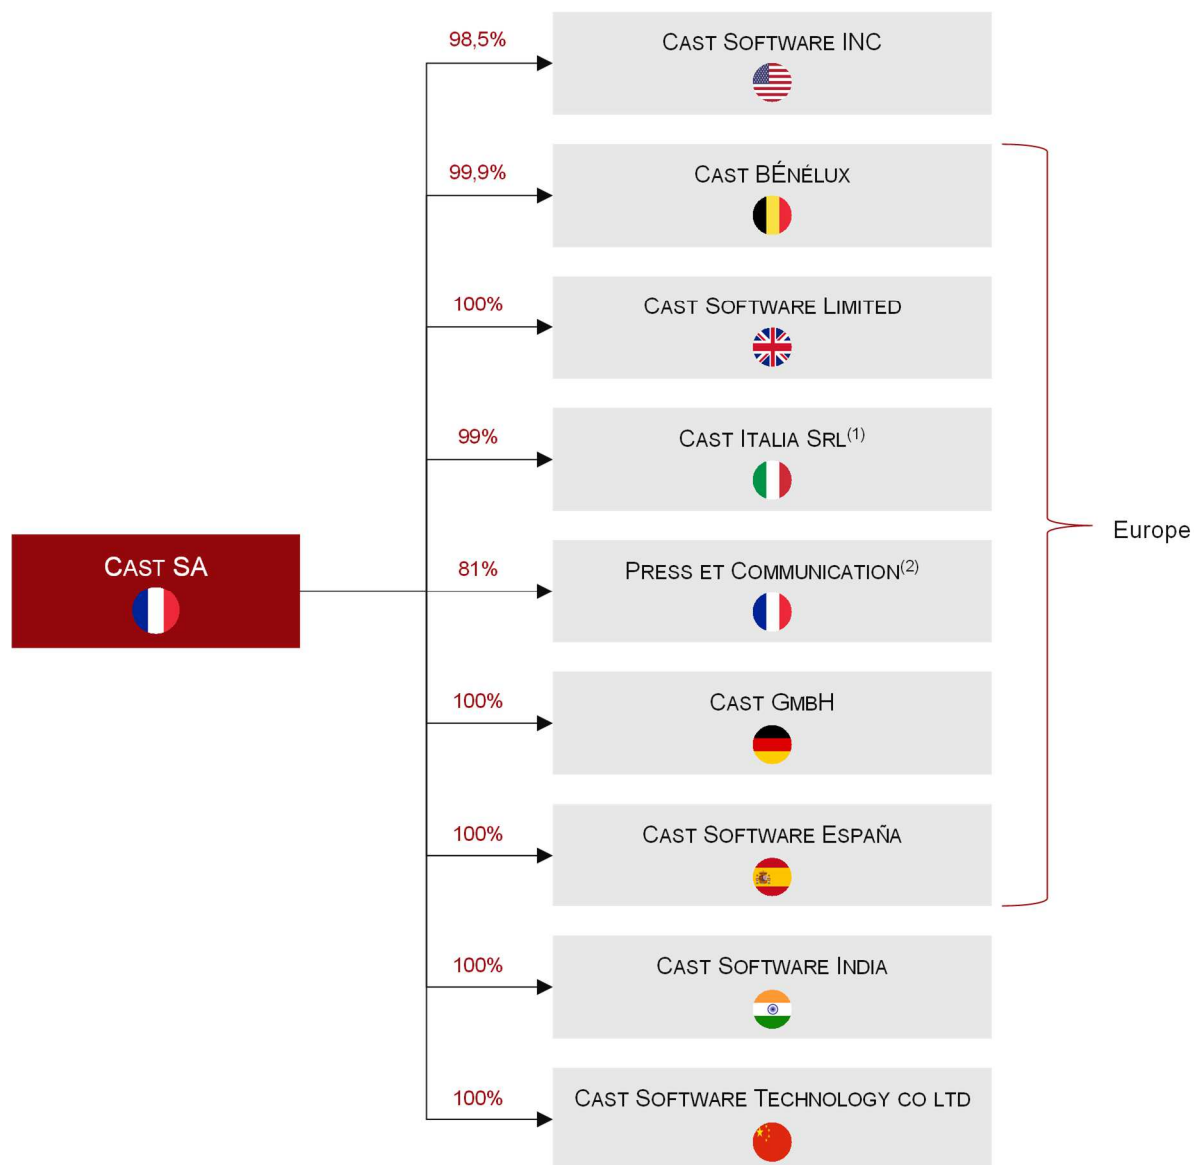 98,5%
CAST SOFTWARE INC
99,9%
CAST BÉNÉLUX
100%
CAST SOFTWARE LIMITED
99%
CAST ITALIA SRL(1)
Europe
CAST SA
81%
PRESS ET COMMUNICATION(2)
100%
CAST GMBH
100%
CAST SOFTWARE ESPAÑA
100%
CAST SOFTWARE INDIA
100%
CAST SOFTWARE TECHNOLOGY CO LTD